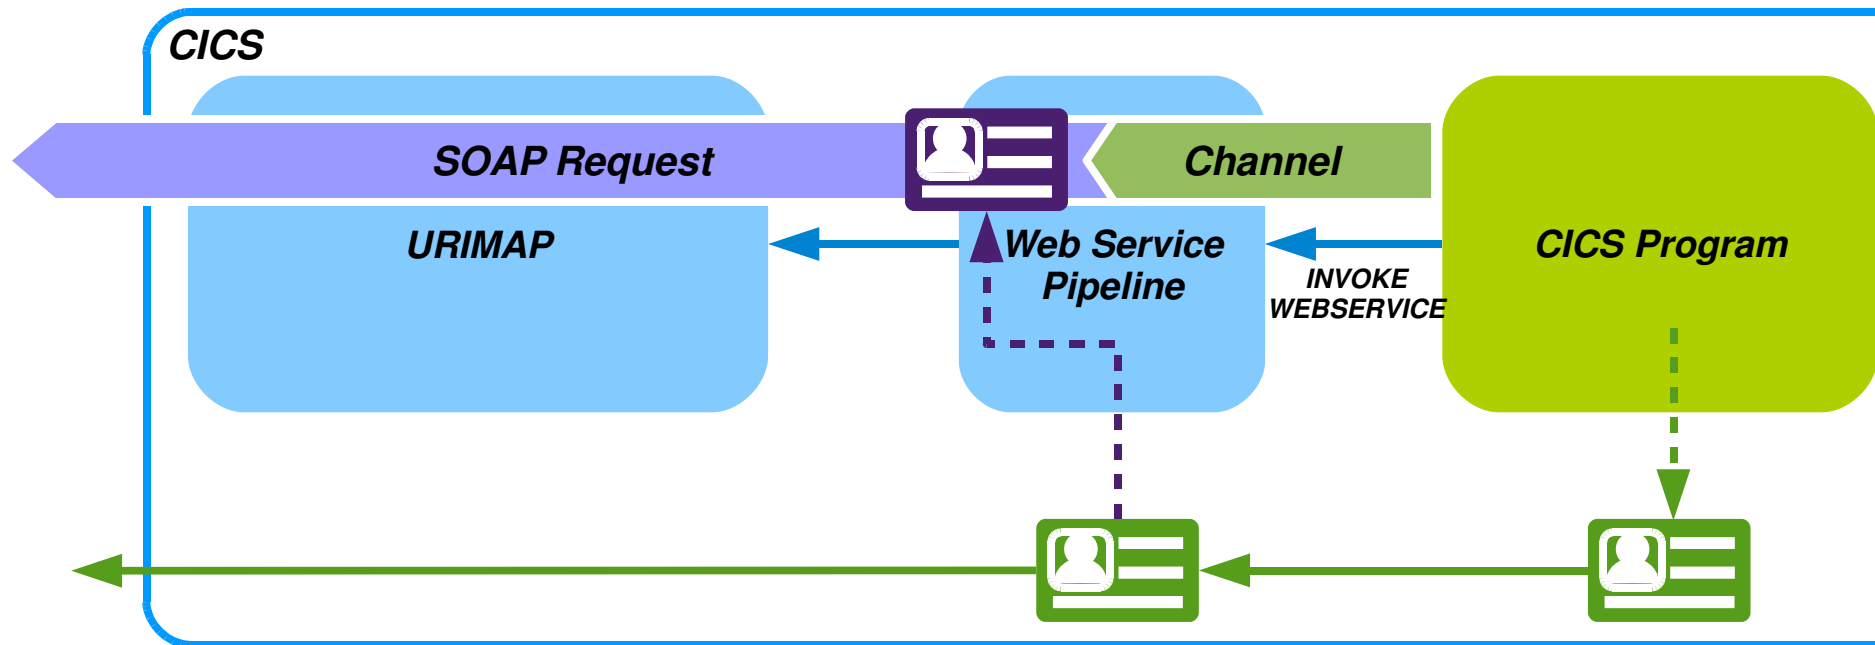 CICS
SOAP Request
Channel
URIMAP
Web Service
Pipeline
INVOKE
WEBSERVICE
CICS Program